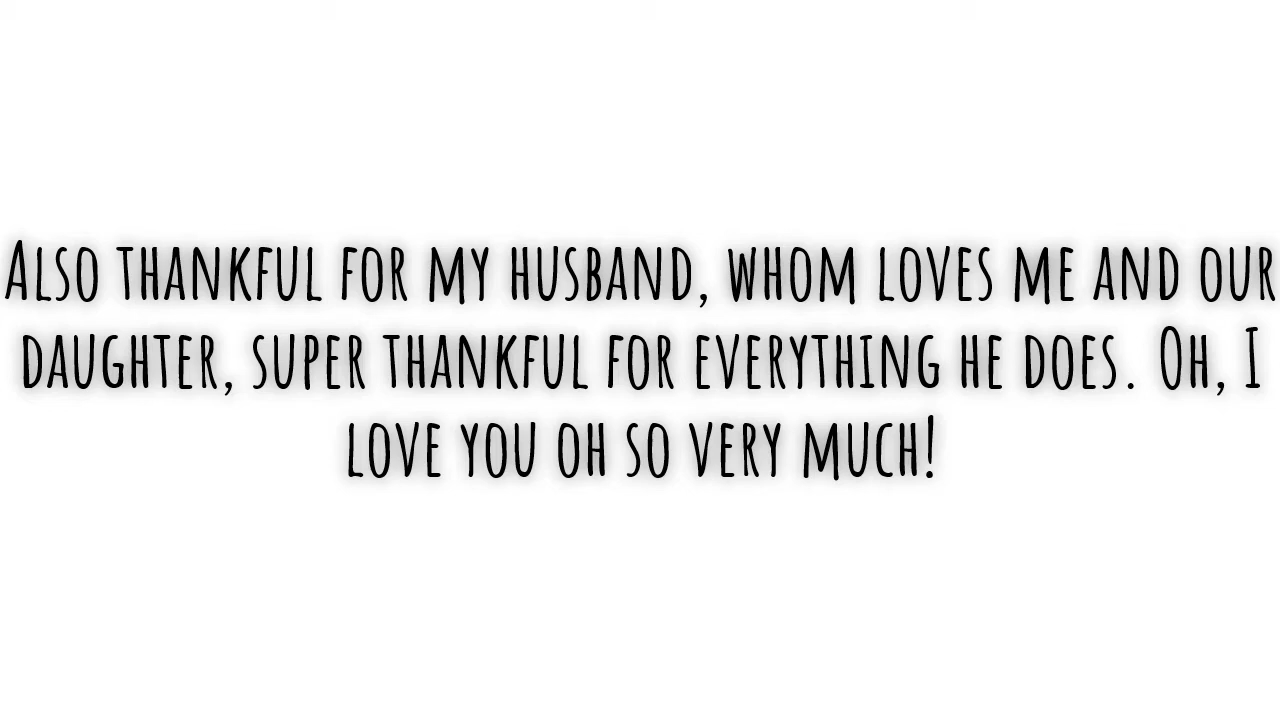 Also thankful for my husband, whom loves me and our
daughter, super thankful for everything he does. Oh, I
love you oh so very much!